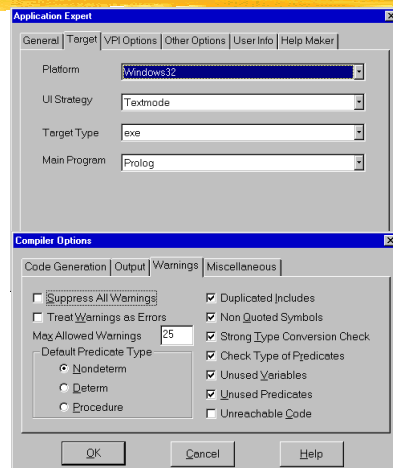 Application Expert
General Target VPI Options Other Options User Info Help Maker
Platform Windows32
UI Strategy Textmode
Target Type exe
Main Program Prolog
Compiler Options
Code Generation Output Warnings Miscellaneous
Suppress All Warnings
Treat Warnings as Errors
Max Allowed Warnings 25
Default Predicate Type
Nondeterm
Determ
Procedure
Duplicated Includes
Non Quoted Symbols
Strong Type Conversion Check
Check Type of Predicates
Unused Variables
Unused Predicates
Unreachable Code
OK Cancel Help